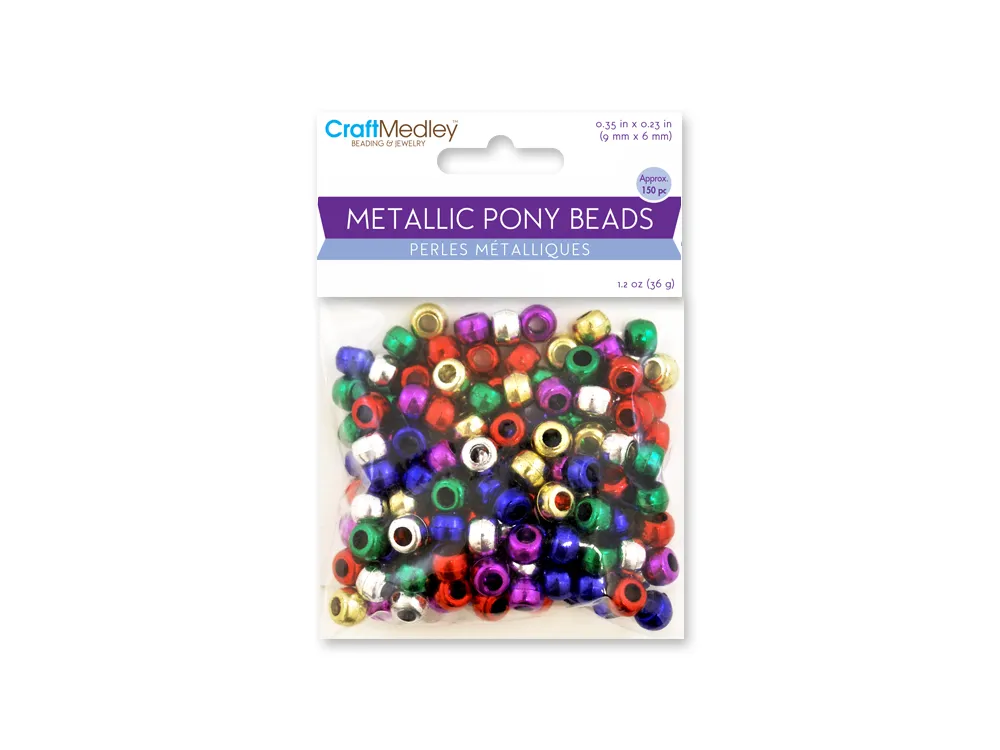 CraftMedley™
BEADING & JEWELRY
0.35 in x 0.23 in
(9 mm x 6 mm)
Approx.
150 pc
METALLIC PONY BEADS
PERLES MÉTALLIQUES
1.2 oz (36 g)